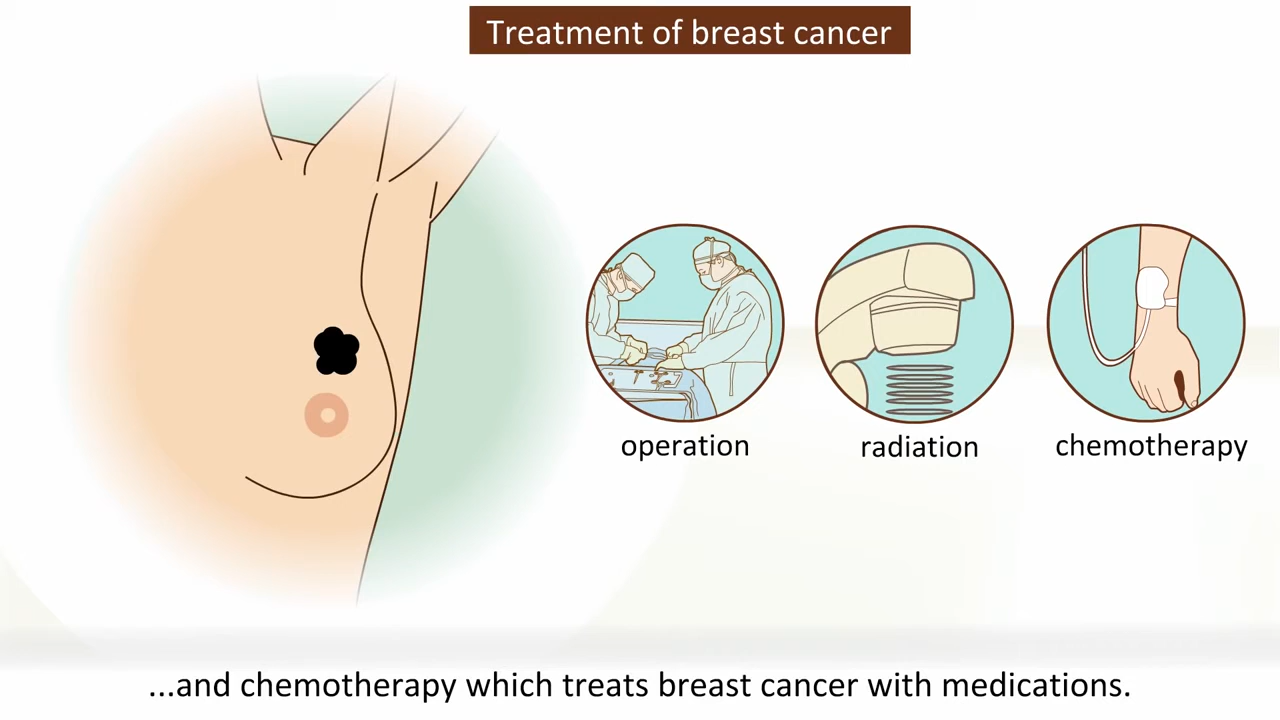 Treatment of breast cancer
operation
radiation
chemotherapy
...and chemotherapy which treats breast cancer with medications.